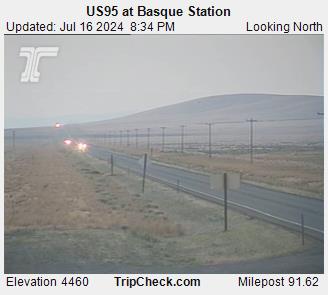 US95 at Basque Station
Updated: Jul 16 2024 8:34 PM Looking North
Elevation 4460 TripCheck.com Milepost 91.62